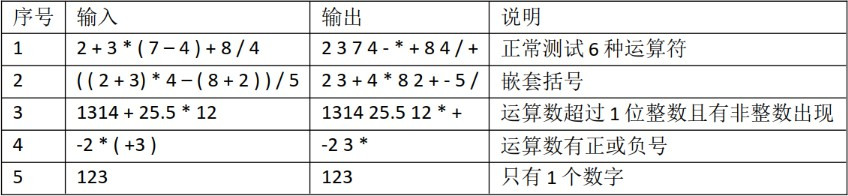 序号 输入 输出 说明
1 2 + 3 * ( 7 – 4 ) + 8 / 4 2 3 7 4 - * + 8 4 / + 正常测试 6 种运算符
2 ( ( 2 + 3) * 4 – ( 8 + 2 ) ) / 5 2 3 + 4 * 8 2 + - 5 / 嵌套括号
3 1314 + 25.5 * 12 1314 25.5 12 * + 运算数超过 1 位整数且有非整数出现
4 -2 * ( +3 ) -2 3 * 运算数有正或负号
5 123 123 只有 1 个数字